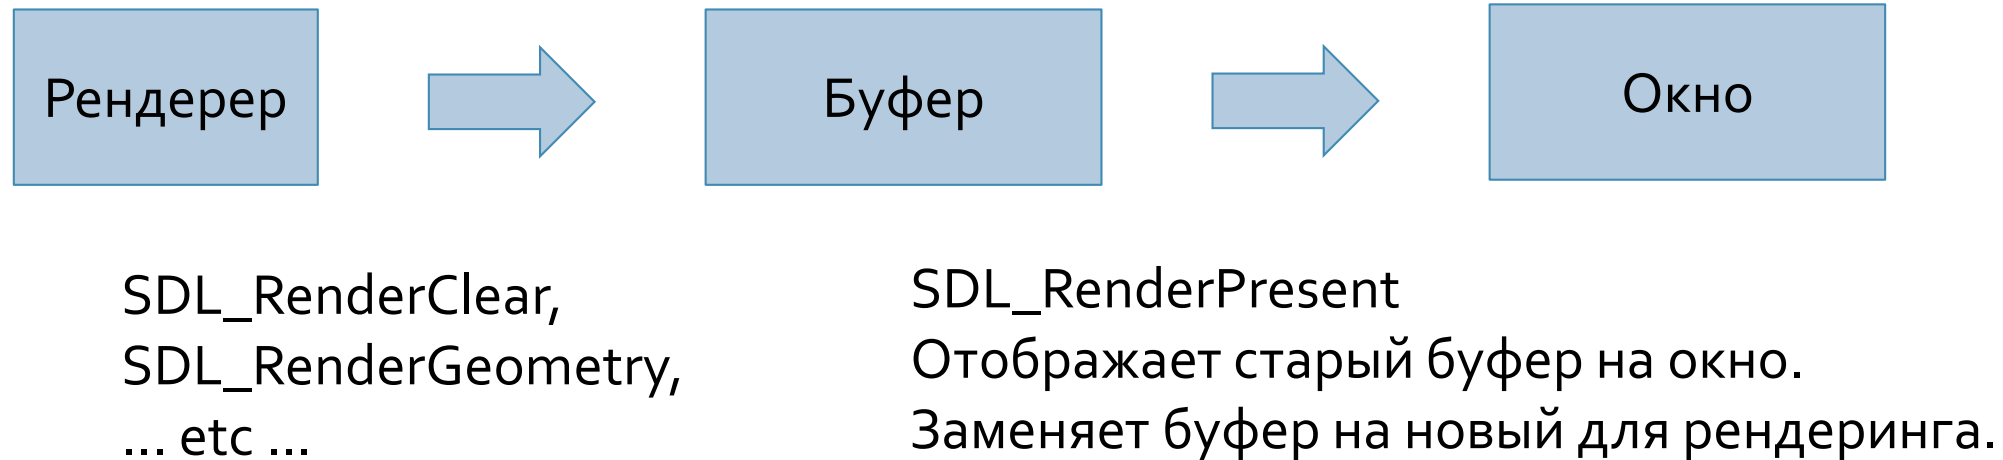 Рендерер
Буфер
Окно
SDL_RenderClear,
SDL_RenderGeometry,
... etc ...
SDL_RenderPresent
Отображает старый буфер на окно.
Заменяет буфер на новый для рендеринга.